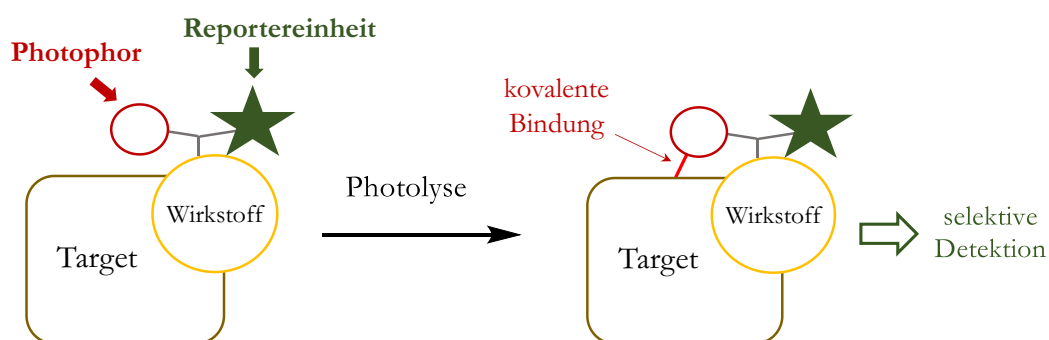 Reportereinheit
Photophor
Wirkstoff
Target
Photolyse
kovalente
Bindung
Wirkstoff
Target
selektive
Detektion